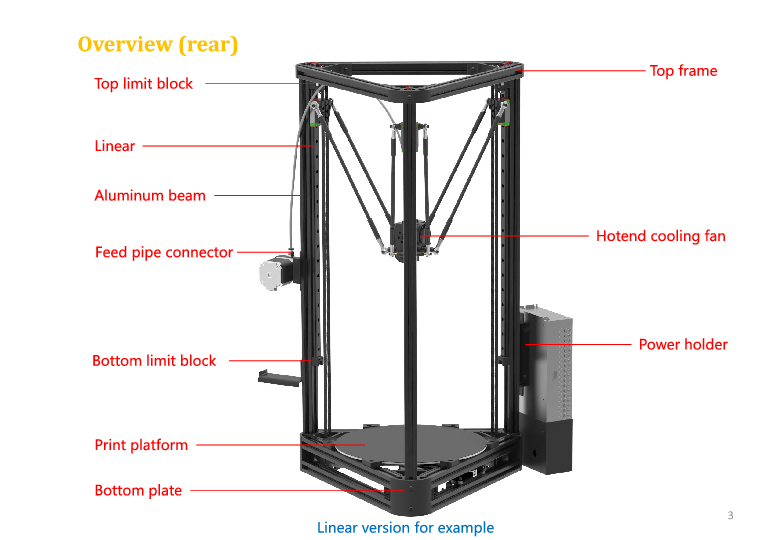 Overview (rear)
Top frame
Top limit block
Linear
Aluminum beam
Hotend cooling fan
Feed pipe connector
Power holder
Bottom limit block
Print platform
Bottom plate
3
Linear version for example